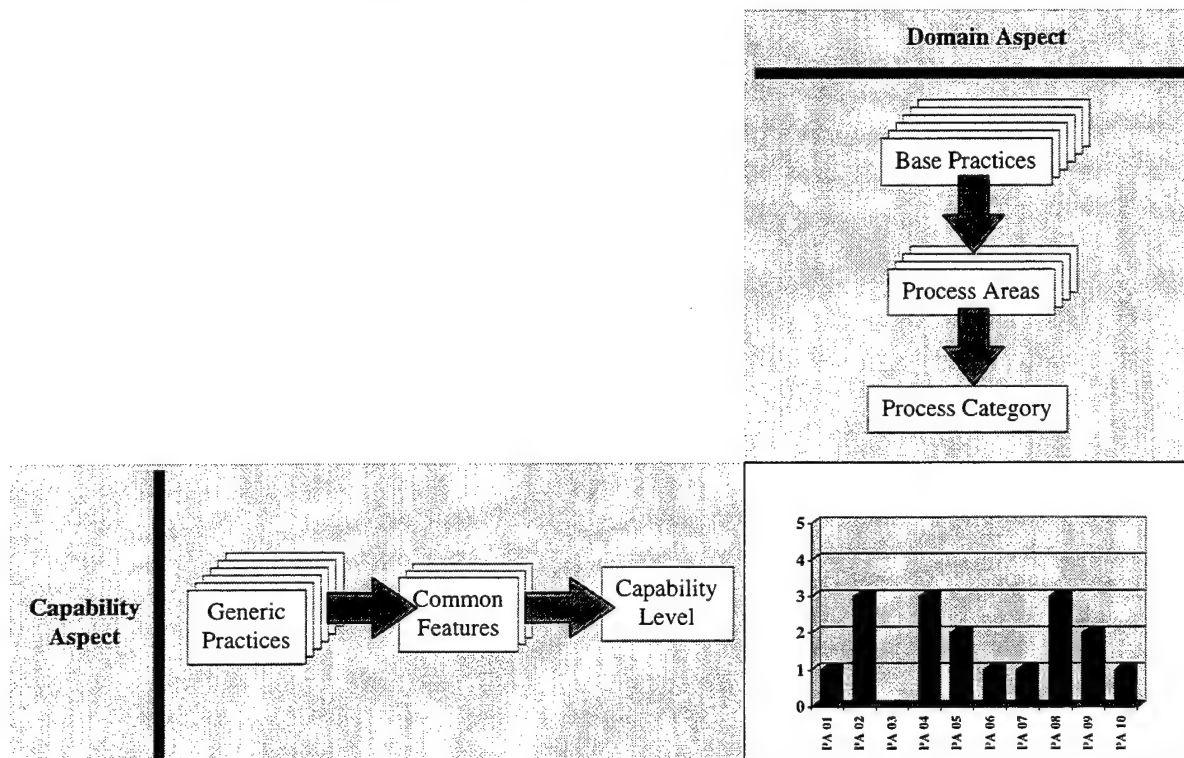 Domain Aspect
Base Practices
Process Areas
Process Category
Capability
Aspect
Generic
Practices
Common
Features
Capability
Level
5
4
3
2
1
0
PA 01
PA 02
PA 03
PA 04
PA 05
PA 06
PA 07
PA 08
PA 09
PA 10